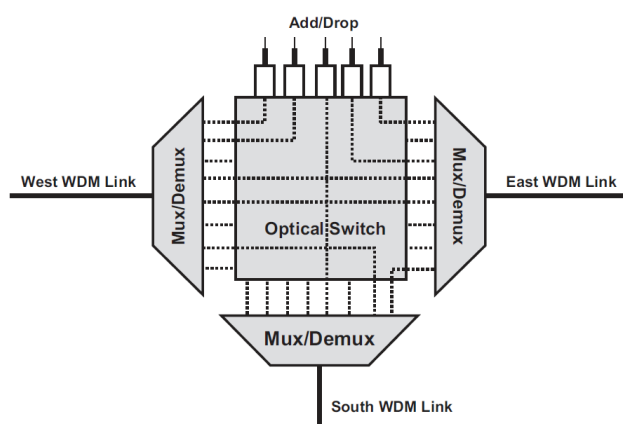 Add/Drop
West WDM Link
Mux/Demux
Optical Switch
Mux/Demux
East WDM Link
Mux/Demux
South WDM Link